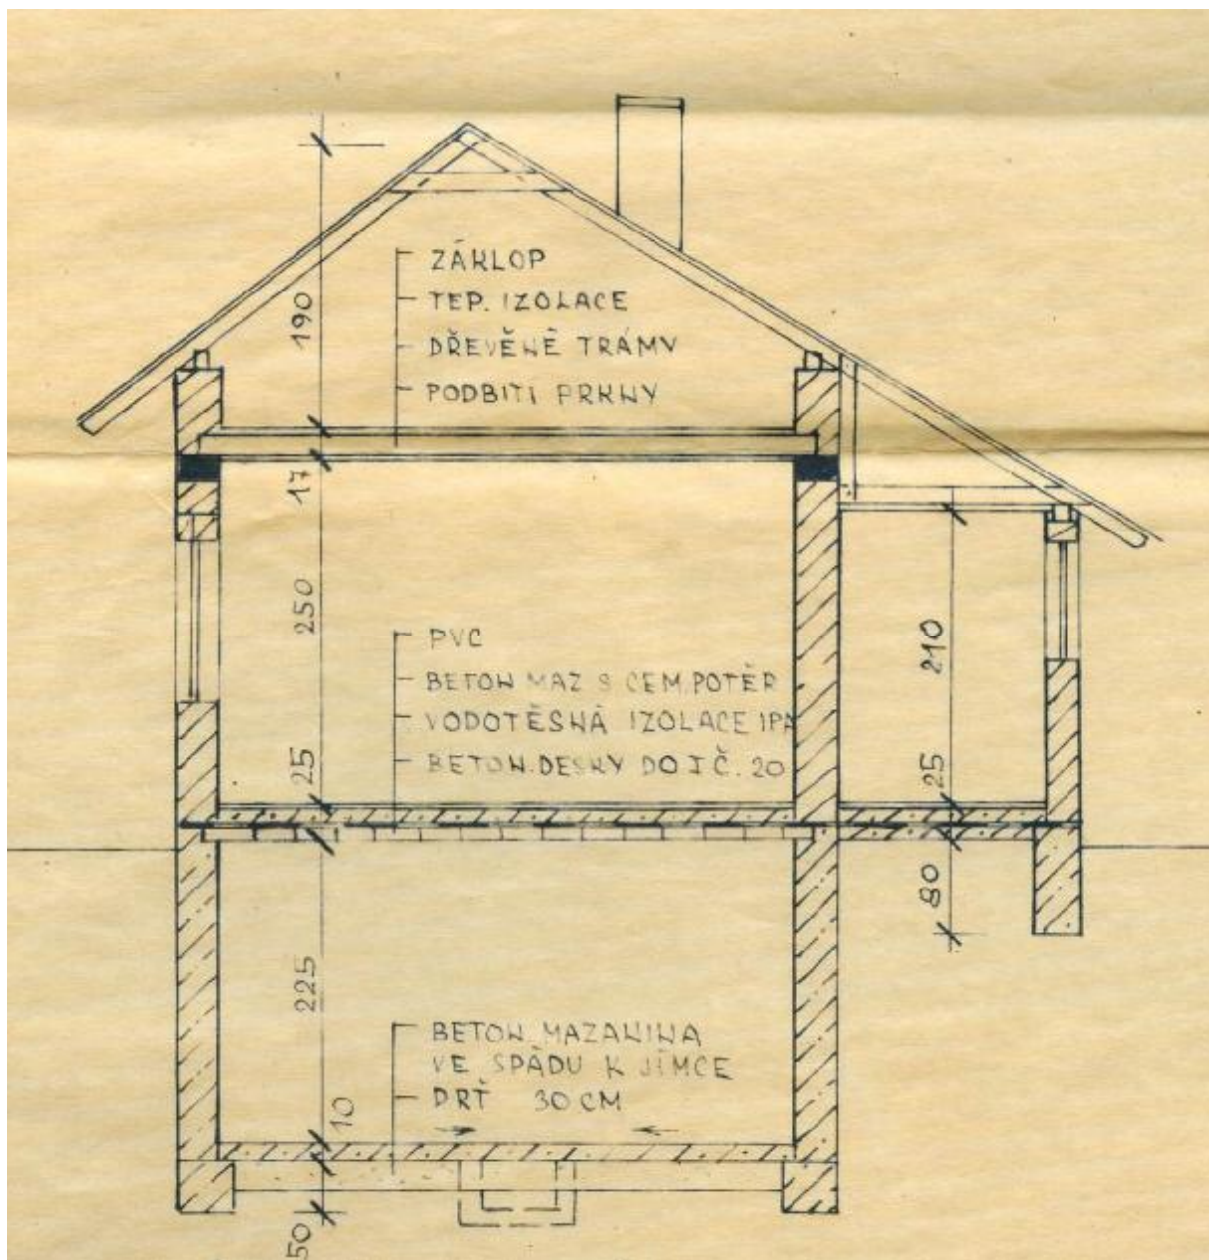 190
ZÁKLOP
TEP. IZOLACE
DŘEVĚNÉ TRÁMY
PODBITÍ PRKNY
17
250
210
PVC
BETON MAZ S CEM. POTĚR
VODOTĚSNÁ IZOLACE IPA
BETON. DESKY DO I Č. 20
25
25
80
225
BETON. MAZANINA
VE SPÁDU K JÍMCE
DRŤ 30 CM
10
50